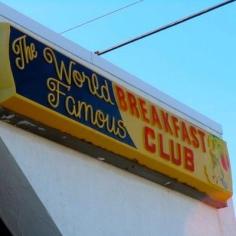 The World
Famous
BREAKFAST
CLUB